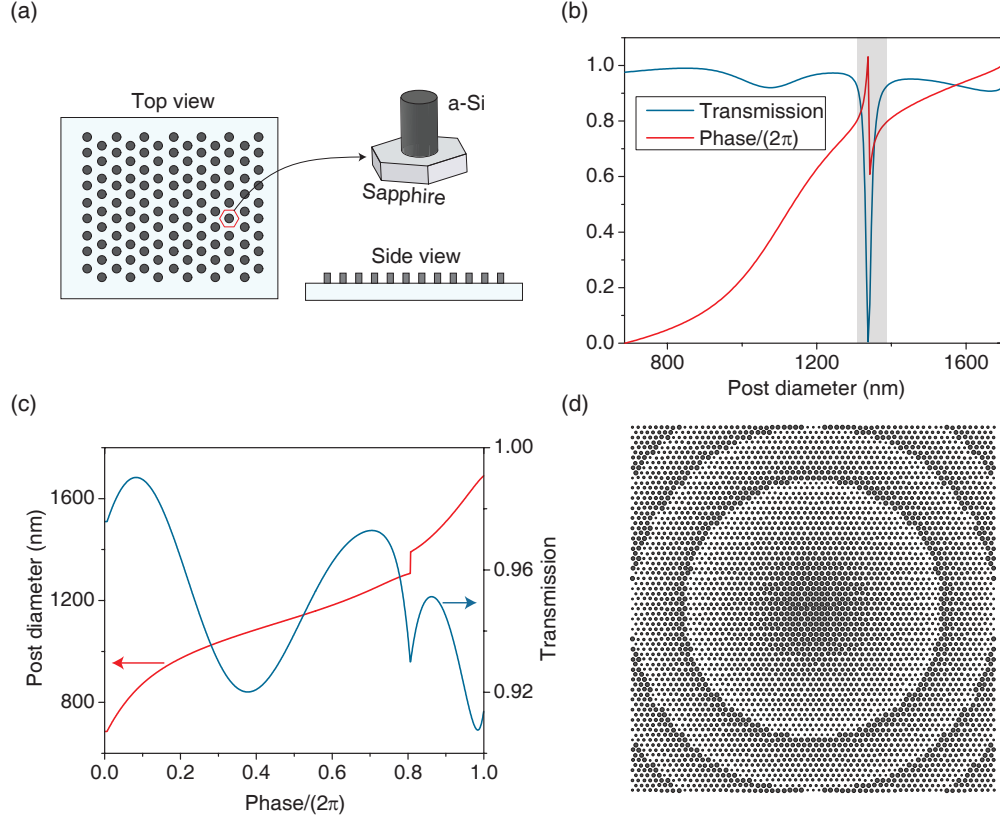 (a)
Top view
a-Si
Sapphire
Side view
(b)
1.0
0.8
0.6
0.4
0.2
0.0
Transmission
Phase/(2π)
800
1200
1600
Post diameter (nm)
(c)
Post diameter (nm)
1600
1400
1200
1000
800
1.00
0.96
0.92
Transmission
0.0
0.2
0.4
0.6
0.8
1.0
Phase/(2π)
(d)